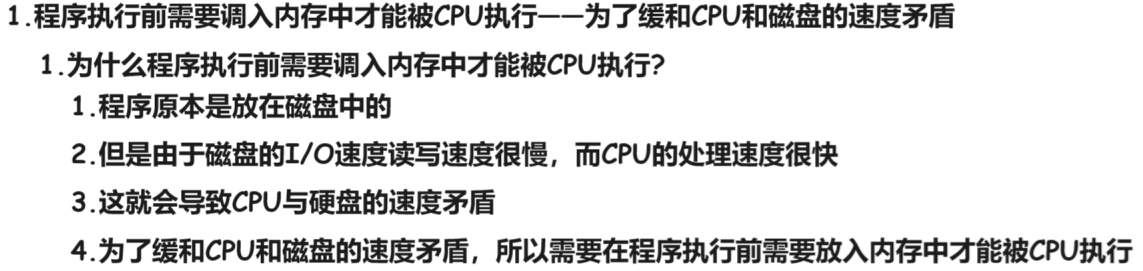 1.程序执行前需要调入内存中才能被CPU执行——为了缓和CPU和磁盘的速度矛盾
1.为什么程序执行前需要调入内存中才能被CPU执行?
1.程序原本是放在磁盘中的
2.但是由于磁盘的I/O速度读写速度很慢，而CPU的处理速度很快
3.这就会导致CPU与硬盘的速度矛盾
4.为了缓和CPU和磁盘的速度矛盾，所以需要在程序执行前需要放入内存中才能被CPU执行